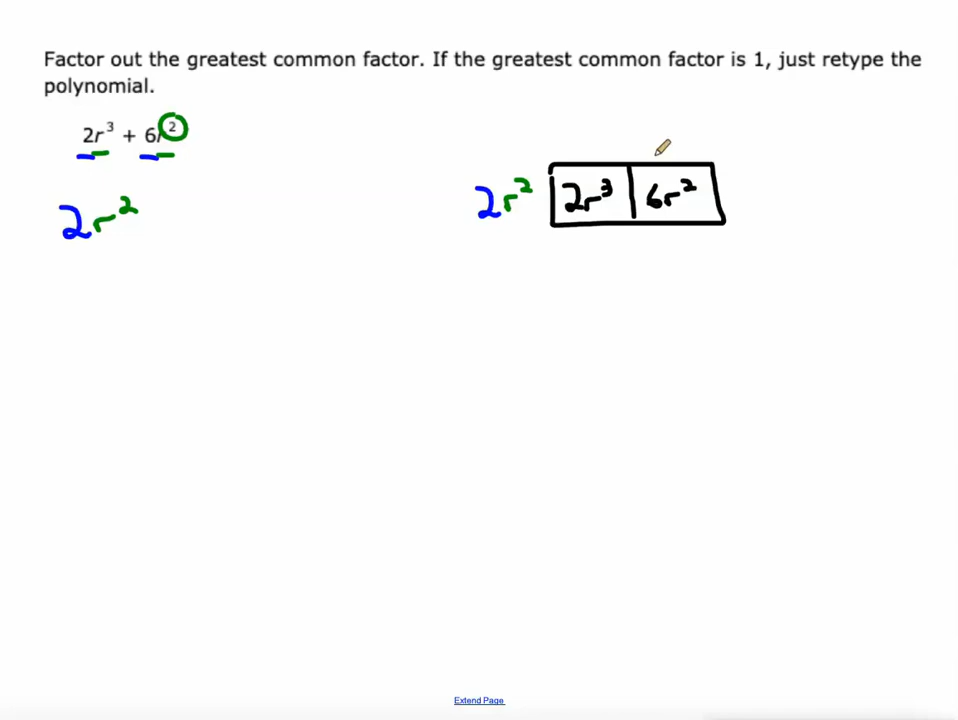 Factor out the greatest common factor. If the greatest common factor is 1, just retype the
polynomial.
2r³ + 6r²
2r²
2r² 2r³ 6r²
Extend Page